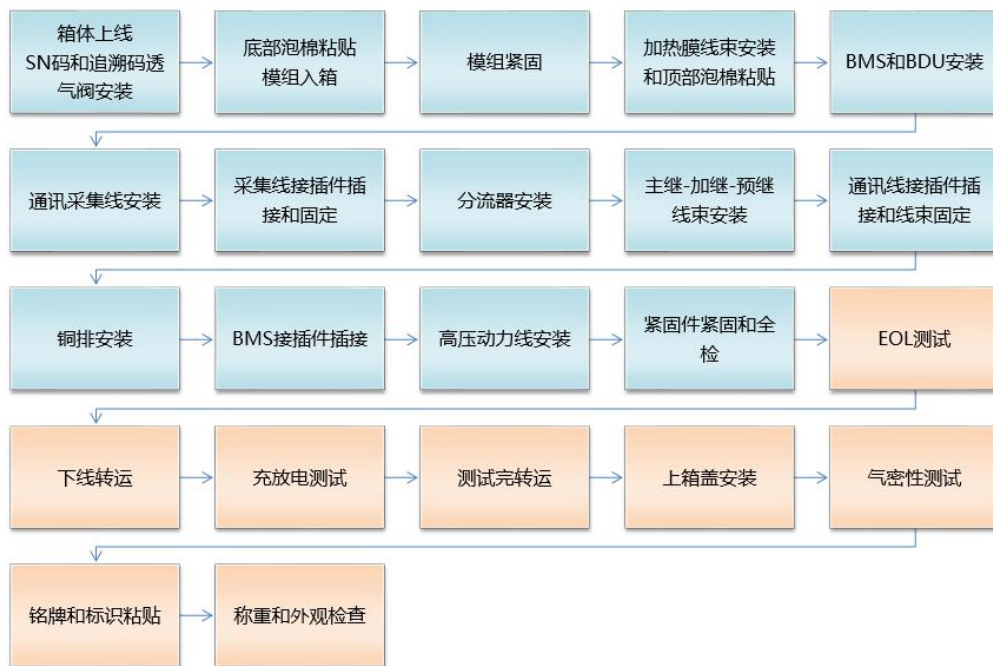 箱体上线
SN码和追溯码透
气阀安装
底部泡棉粘贴
模组入箱
模组紧固
加热膜线束安装
和顶部泡棉粘贴
BMS和BDU安装
通讯采集线安装
采集线接插件插
接和固定
分流器安装
主继-加继-预继
线束安装
通讯线接插件插
接和线束固定
铜排安装
BMS接插件插接
高压动力线安装
紧固件紧固和全
检
EOL测试
下线转运
充放电测试
测试完转运
上箱盖安装
气密性测试
铭牌和标识粘贴
称重和外观检查